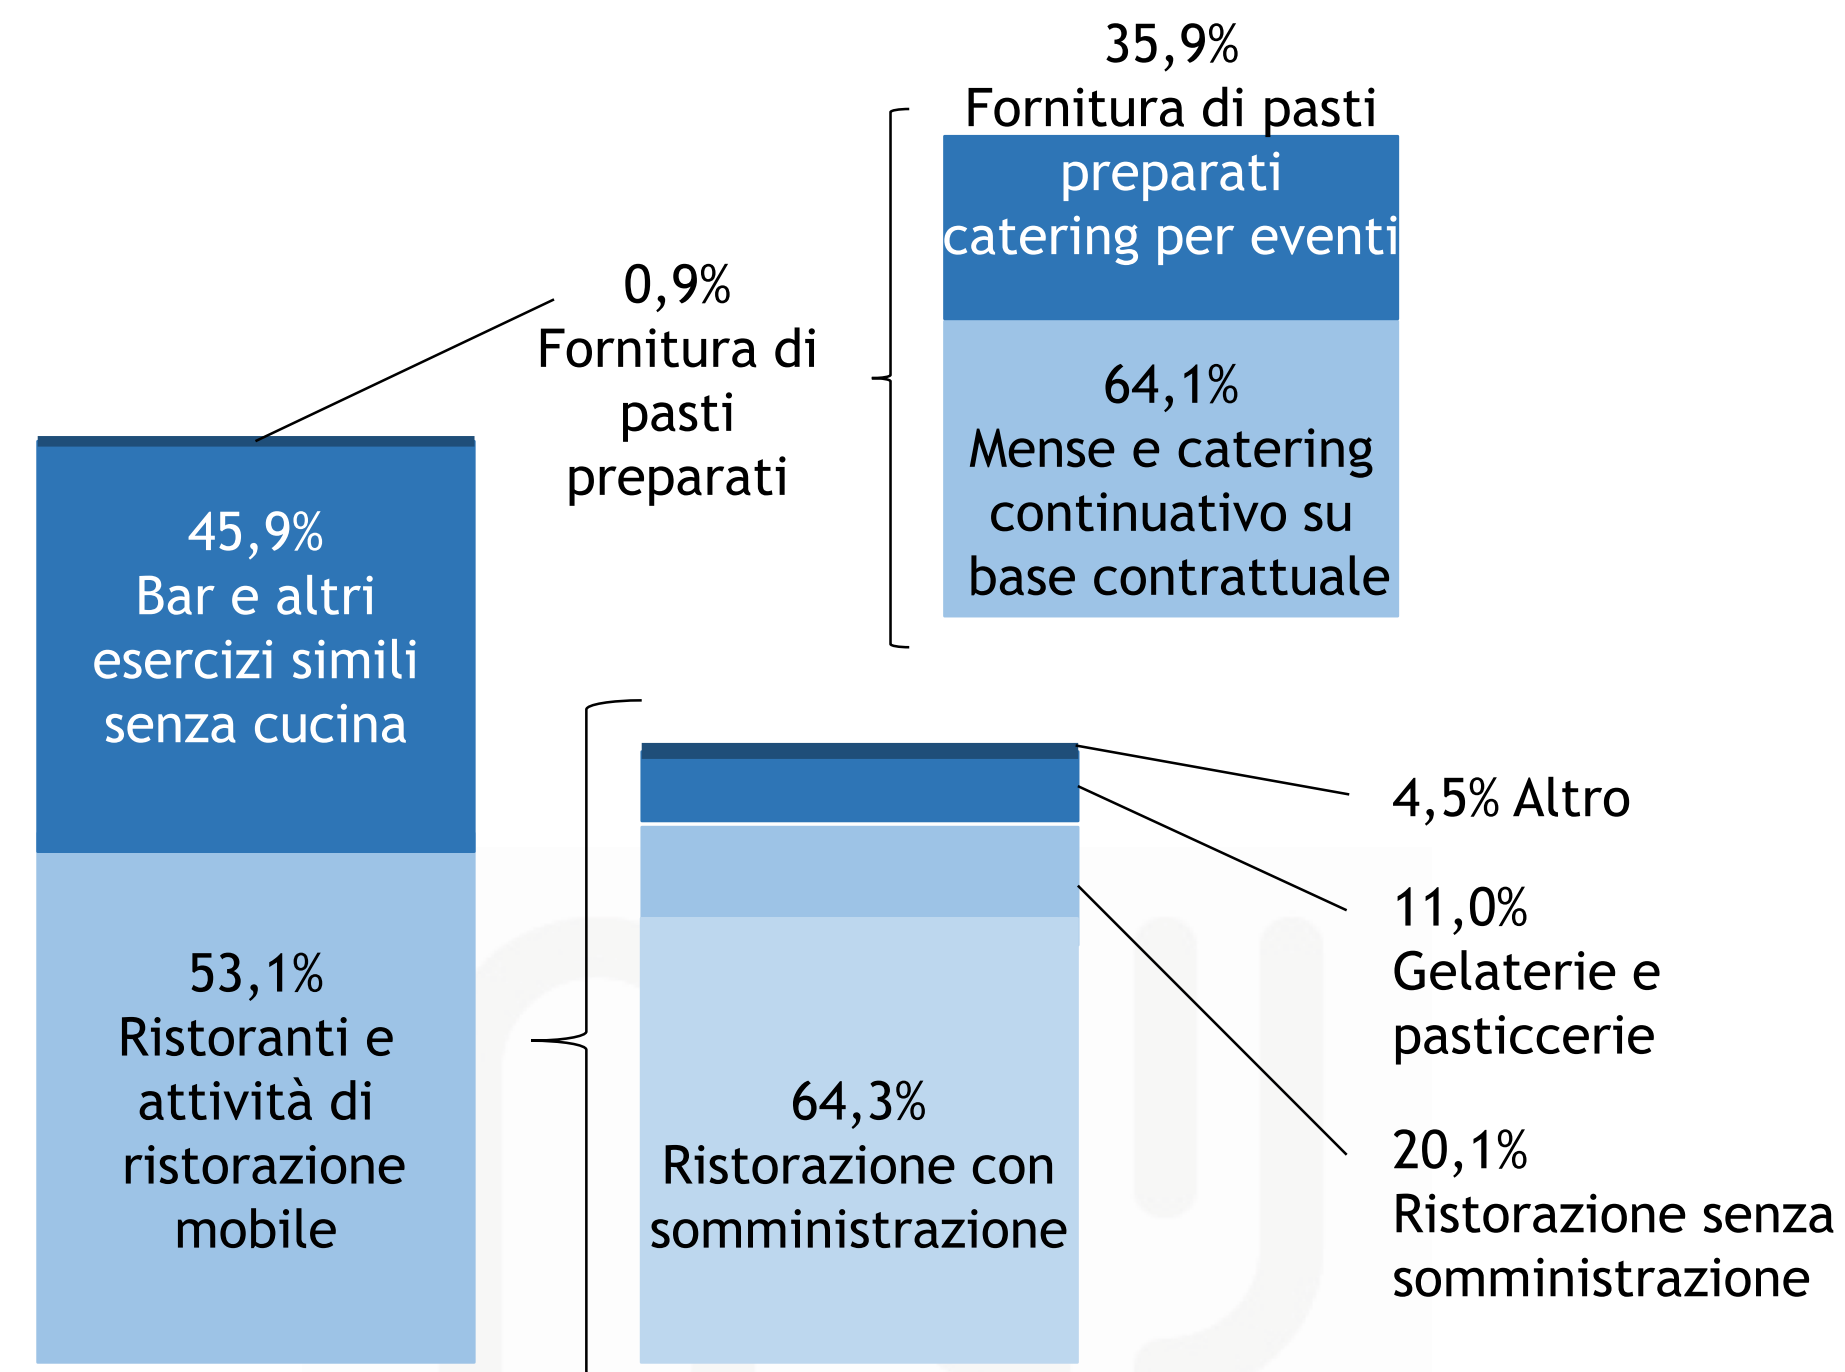 35,9%
Fornitura di pasti
preparati
catering per eventi
0,9%
Fornitura di
pasti
preparati
64,1%
Mense e catering
continuativo su
base contrattuale
45,9%
Bar e altri
esercizi simili
senza cucina
53,1%
Ristoranti e
attività di
ristorazione
mobile
64,3%
Ristorazione con
somministrazione
4,5% Altro
11,0%
Gelaterie e
pasticcerie
20,1%
Ristorazione senza
somministrazione